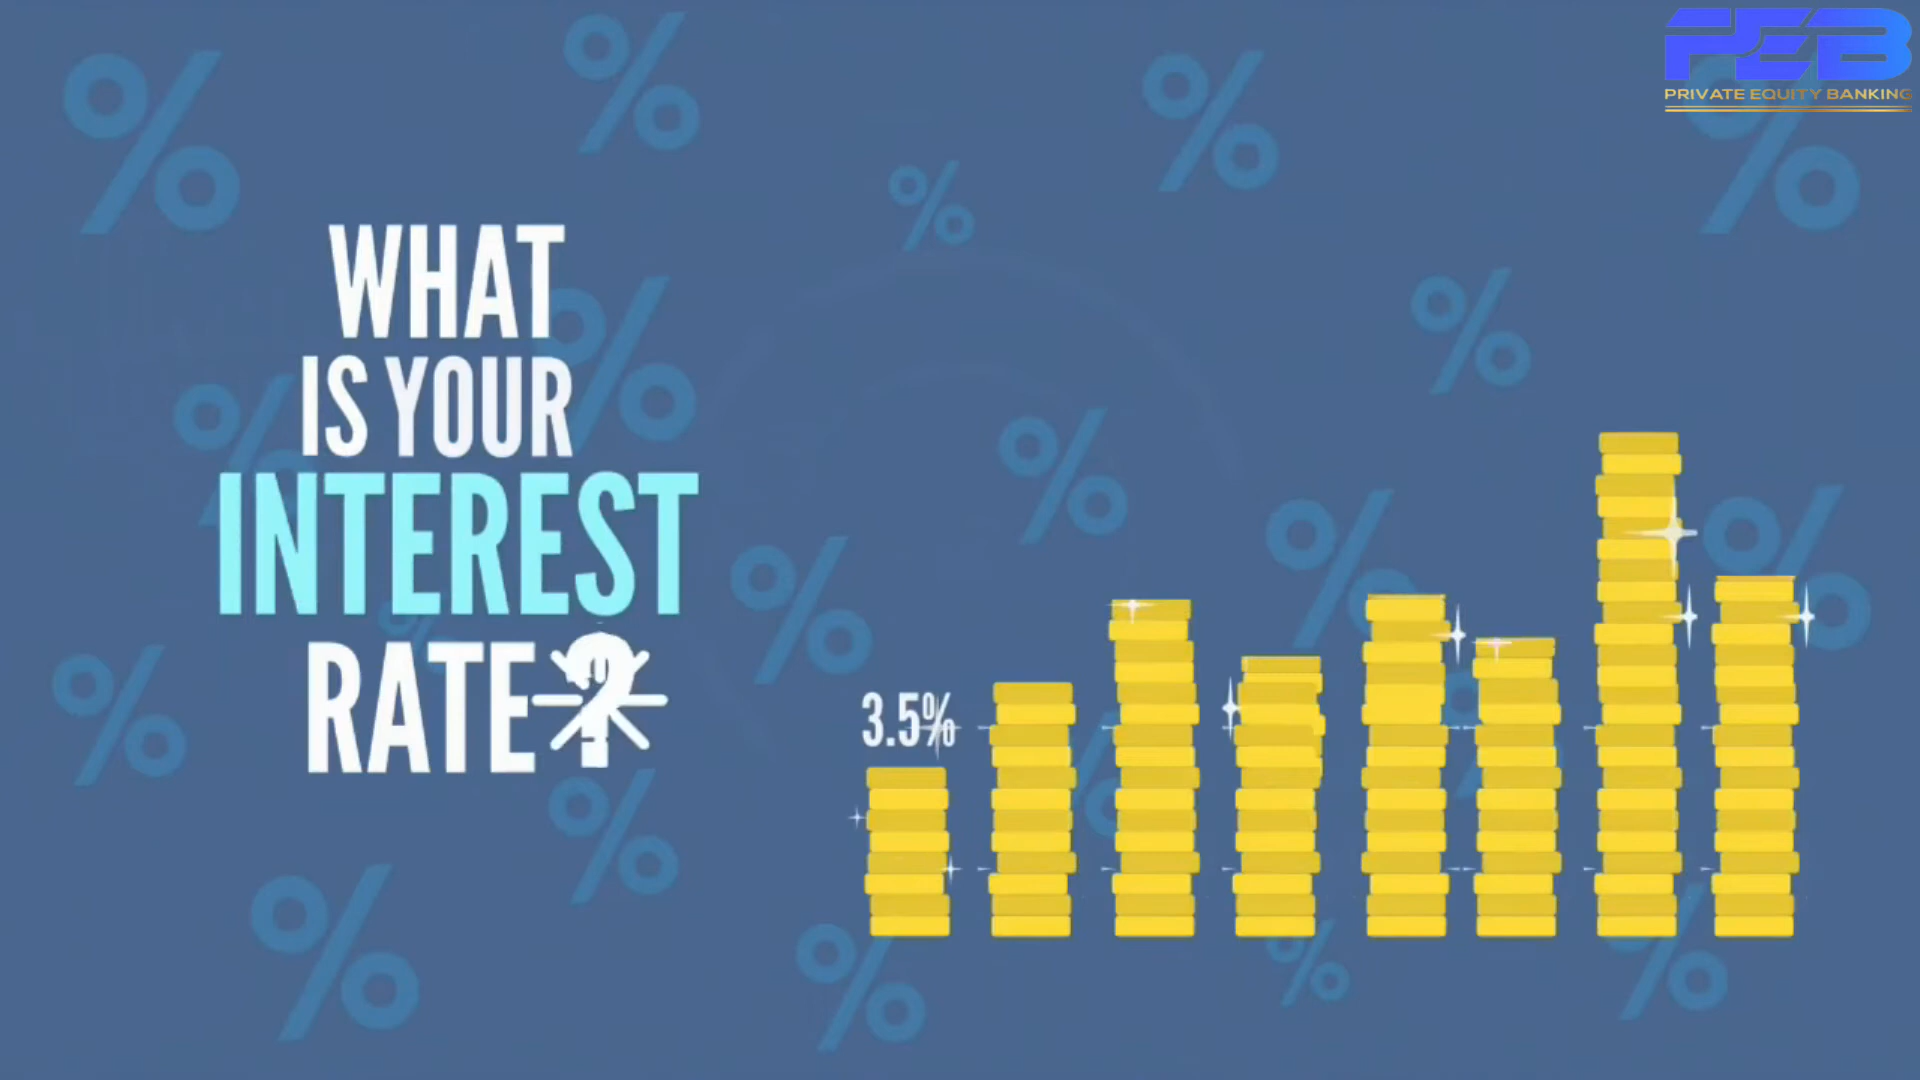 PEB
PRIVATE EQUITY BANKING
WHAT
IS YOUR
INTEREST
RATE?
3.5%